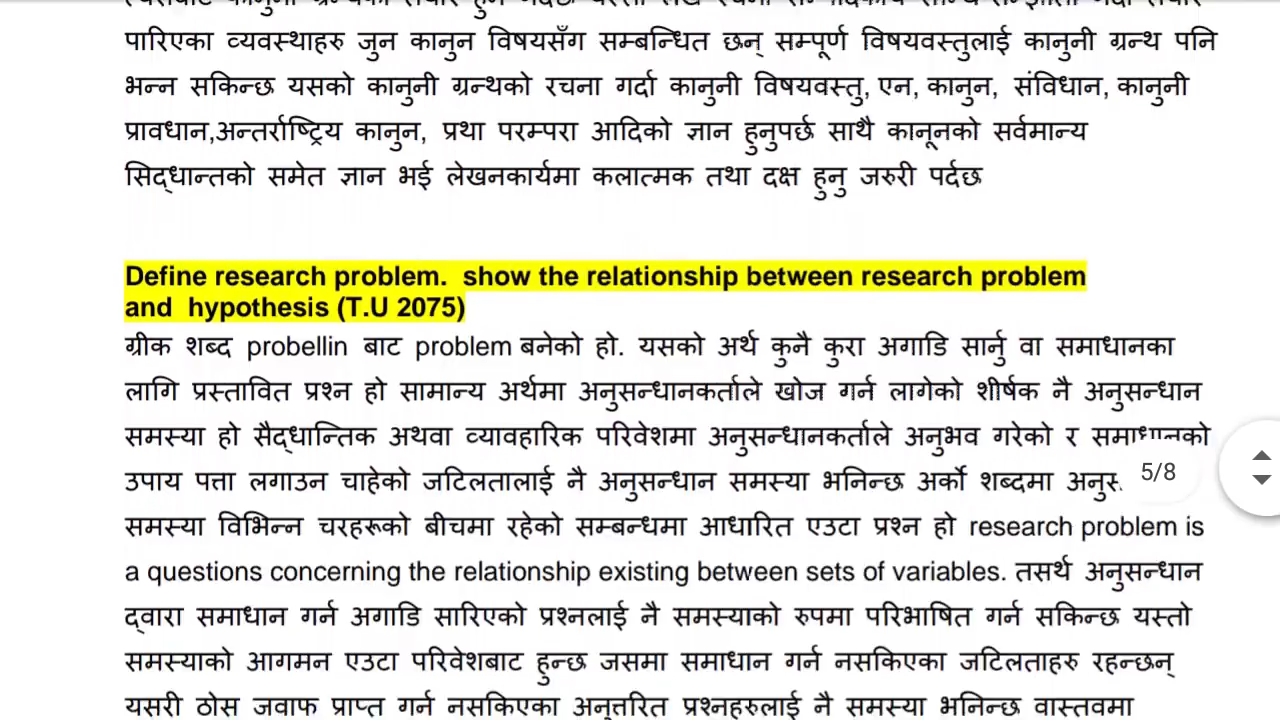 पारिएका व्यवस्थाहरु जुन कानुन विषयसँग सम्बन्धित छन् सम्पूर्ण विषयवस्तुलाई कानुनी ग्रन्थ पनि
भन्न सकिन्छ यसको कानुनी ग्रन्थको रचना गर्दा कानुनी विषयवस्तु, एन, कानुन, संविधान, कानुनी
प्रावधान,अन्तर्राष्ट्रिय कानुन, प्रथा परम्परा आदिको ज्ञान हुनुपर्छ साथै कानूनको सर्वमान्य
सिद्धान्तको समेत ज्ञान भई लेखनकार्यमा कलात्मक तथा दक्ष हुनु जरुरी पर्दछ
Define research problem. show the relationship between research problem
and hypothesis (T.U 2075)
ग्रीक शब्द probellin बाट problem बनेको हो. यसको अर्थ कुनै कुरा अगाडि सार्नु वा समाधानका
लागि प्रस्तावित प्रश्न हो सामान्य अर्थमा अनुसन्धानकर्ताले खोज गर्न लागेको शीर्षक नै अनुसन्धान
समस्या हो सैद्धान्तिक अथवा व्यावहारिक परिवेशमा अनुसन्धानकर्ताले अनुभव गरेको र समाधानको
उपाय पत्ता लगाउन चाहेको जटिलतालाई नै अनुसन्धान समस्या भनिन्छ अर्को शब्दमा
5/8
समस्या विभिन्न चरहरूको बीचमा रहेको सम्बन्धमा आधारित एउटा प्रश्न हो research problem is
a questions concerning the relationship existing between sets of variables. तसर्थ अनुसन्धान
द्वारा समाधान गर्न अगाडि सारिएको प्रश्नलाई नै समस्याको रुपमा परिभाषित गर्न सकिन्छ यस्तो
समस्याको आगमन एउटा परिवेशबाट हुन्छ जसमा समाधान गर्न नसकिएका जटिलताहरु रहन्छन्
यसरी ठोस जवाफ प्राप्त गर्न नसकिएका अनुत्तरित प्रश्नहरुलाई नै समस्या भनिन्छ वास्तवमा